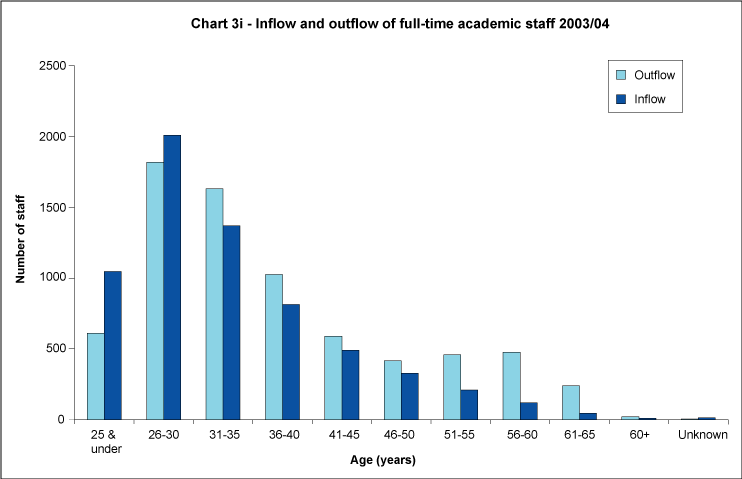 Chart 3i - Inflow and outflow of full-time academic staff 2003/04
2500
2000
1500
1000
500
0
Number of staff
Outflow
Inflow
25 & under
26-30
31-35
36-40
41-45
46-50
51-55
56-60
61-65
60+
Unknown
Age (years)